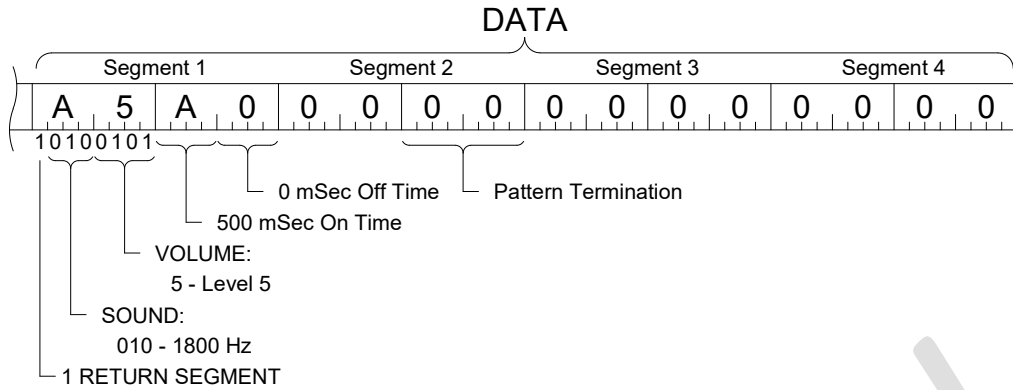 DATA
Segment 1 Segment 2 Segment 3 Segment 4
A 5 A 0 0 0 0 0 0 0 0 0 0 0 0 0
10100101
0 mSec Off Time Pattern Termination
500 mSec On Time
VOLUME:
5 - Level 5
SOUND:
010 - 1800 Hz
1 RETURN SEGMENT